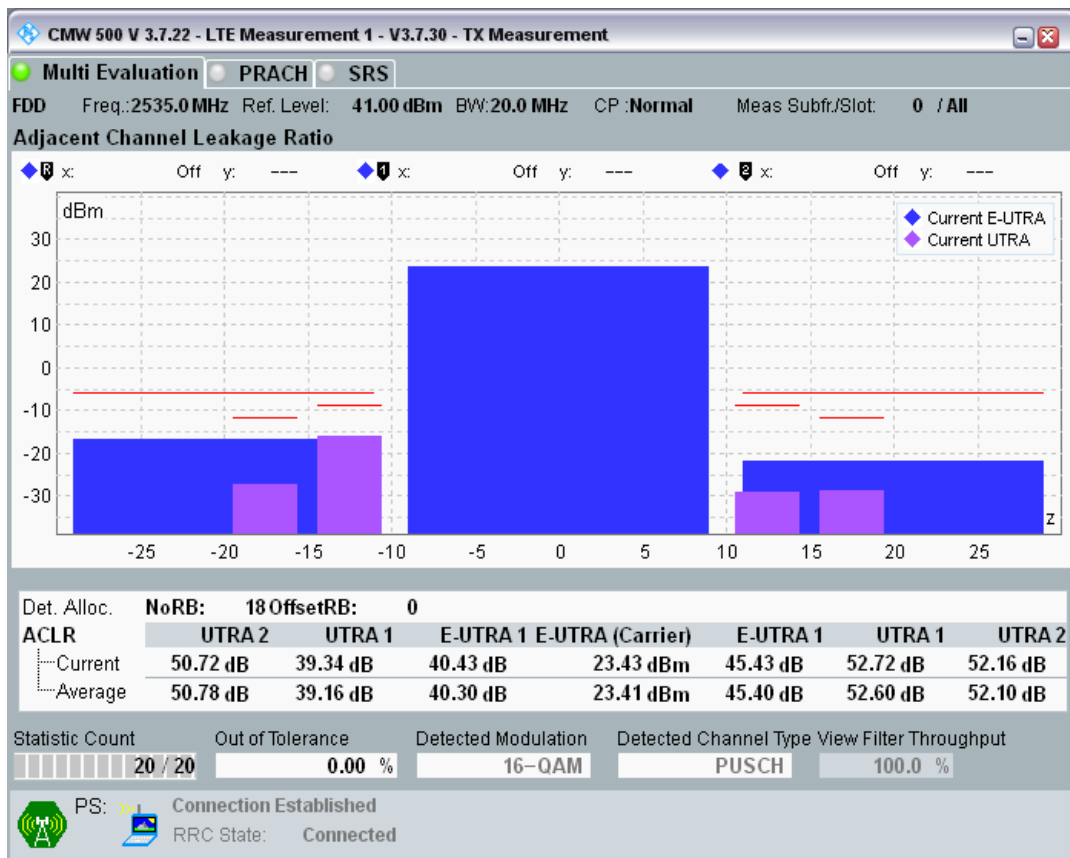 CMW 500 V 3.7.22 - LTE Measurement 1 - V3.7.30 - TX Measurement
Multi Evaluation PRACH SRS
FDD Freq.:2535.0 MHz Ref. Level: 41.00 dBm BW:20.0 MHz CP :Normal Meas Subfr./Slot: 0 / All
Adjacent Channel Leakage Ratio
R x: Off y: --- 1 x: Off y: --- 2 x: Off y: ---
dBm
Current E-UTRA
Current UTRA
30
20
10
0
-10
-20
-30
z
-25 -20 -15 -10 -5 0 5 10 15 20 25
Det. Alloc. NoRB: 18 OffsetRB: 0
ACLR UTRA 2 UTRA 1 E-UTRA 1 E-UTRA (Carrier) E-UTRA 1 UTRA 1 UTRA 2
Current 50.72 dB 39.34 dB 40.43 dB 23.43 dBm 45.43 dB 52.72 dB 52.16 dB
Average 50.78 dB 39.16 dB 40.30 dB 23.41 dBm 45.40 dB 52.60 dB 52.10 dB
Statistic Count Out of Tolerance Detected Modulation Detected Channel Type View Filter Throughput
20 / 20 0.00 % 16-QAM PUSCH 100.0 %
PS: Connection Established
RRC State: Connected